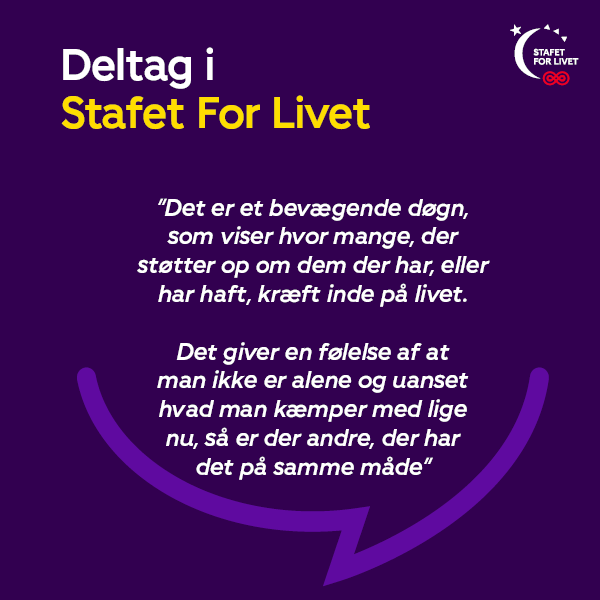 Deltag i
Stafet For Livet
STAFET
FOR LIVET
"Det er et bevægende døgn,
som viser hvor mange, der
støtter op om dem der har, eller
har haft, kræft inde på livet.
Det giver en følelse af at
man ikke er alene og uanset
hvad man kæmper med lige
nu, så er der andre, der har
det på samme måde"